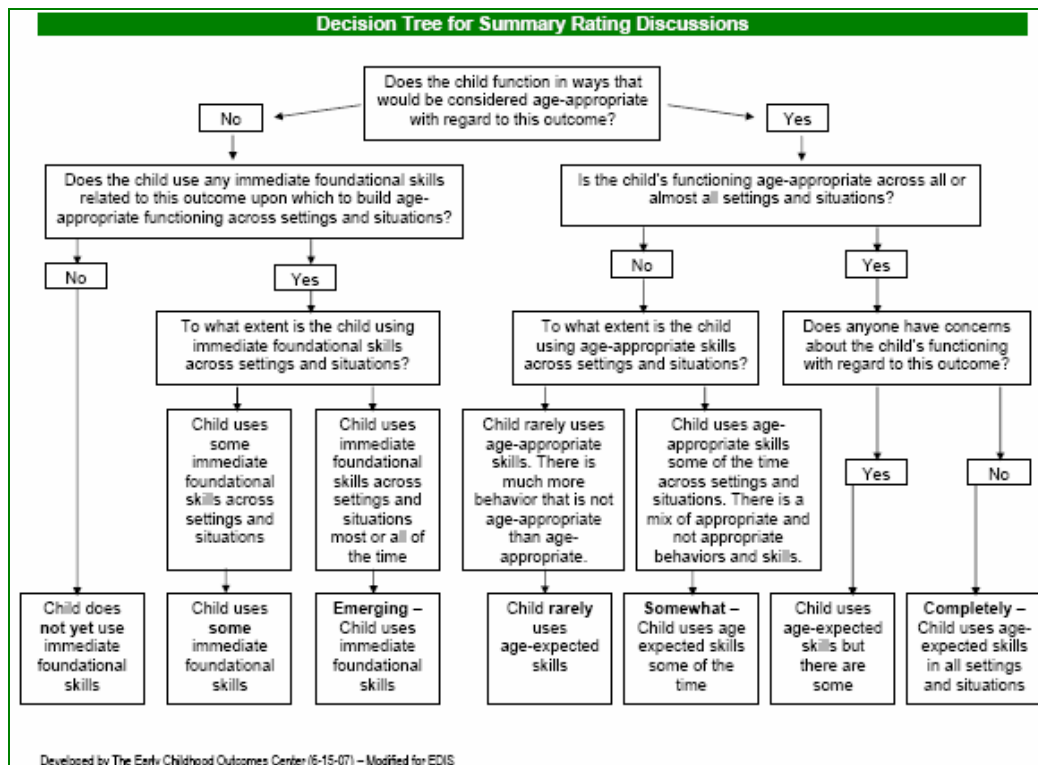 Decision Tree for Summary Rating Discussions
Does the child function in ways that
would be considered age-appropriate
with regard to this outcome?
No
Yes
Does the child use any immediate foundational skills
related to this outcome upon which to build age-
appropriate functioning across settings and situations?
Is the child's functioning age-appropriate across all or
almost all settings and situations?
No
Yes
No
Yes
To what extent is the child using
immediate foundational skills
across settings and situations?
To what extent is the child
using age-appropriate skills
across settings and situations?
Does anyone have concerns
about the child's functioning
with regard to this outcome?
Child uses
some
immediate
foundational
skills across
settings and
situations
Child uses
immediate
foundational
skills across
settings and
situations
most or all of
the time
Child rarely uses
age-appropriate
skills. There is
much more
behavior that is not
age-appropriate
than age-
appropriate.
Child uses age-
appropriate skills
some of the time
across settings and
situations. There is a
mix of appropriate and
not appropriate
behaviors and skills.
Yes
No
Child does
not yet use
immediate
foundational
skills
Child uses
some
immediate
foundational
skills
Emerging –
Child uses
immediate
foundational
skills
Child rarely
uses
age-expected
skills
Somewhat –
Child uses age
expected skills
some of the
time
Child uses
age-expected
skills but
there are
some
Completely –
Child uses age-
expected skills
in all settings
and situations
Developed by The Early Childhood Outcomes Center (6-15-07) – Modified for EDIS